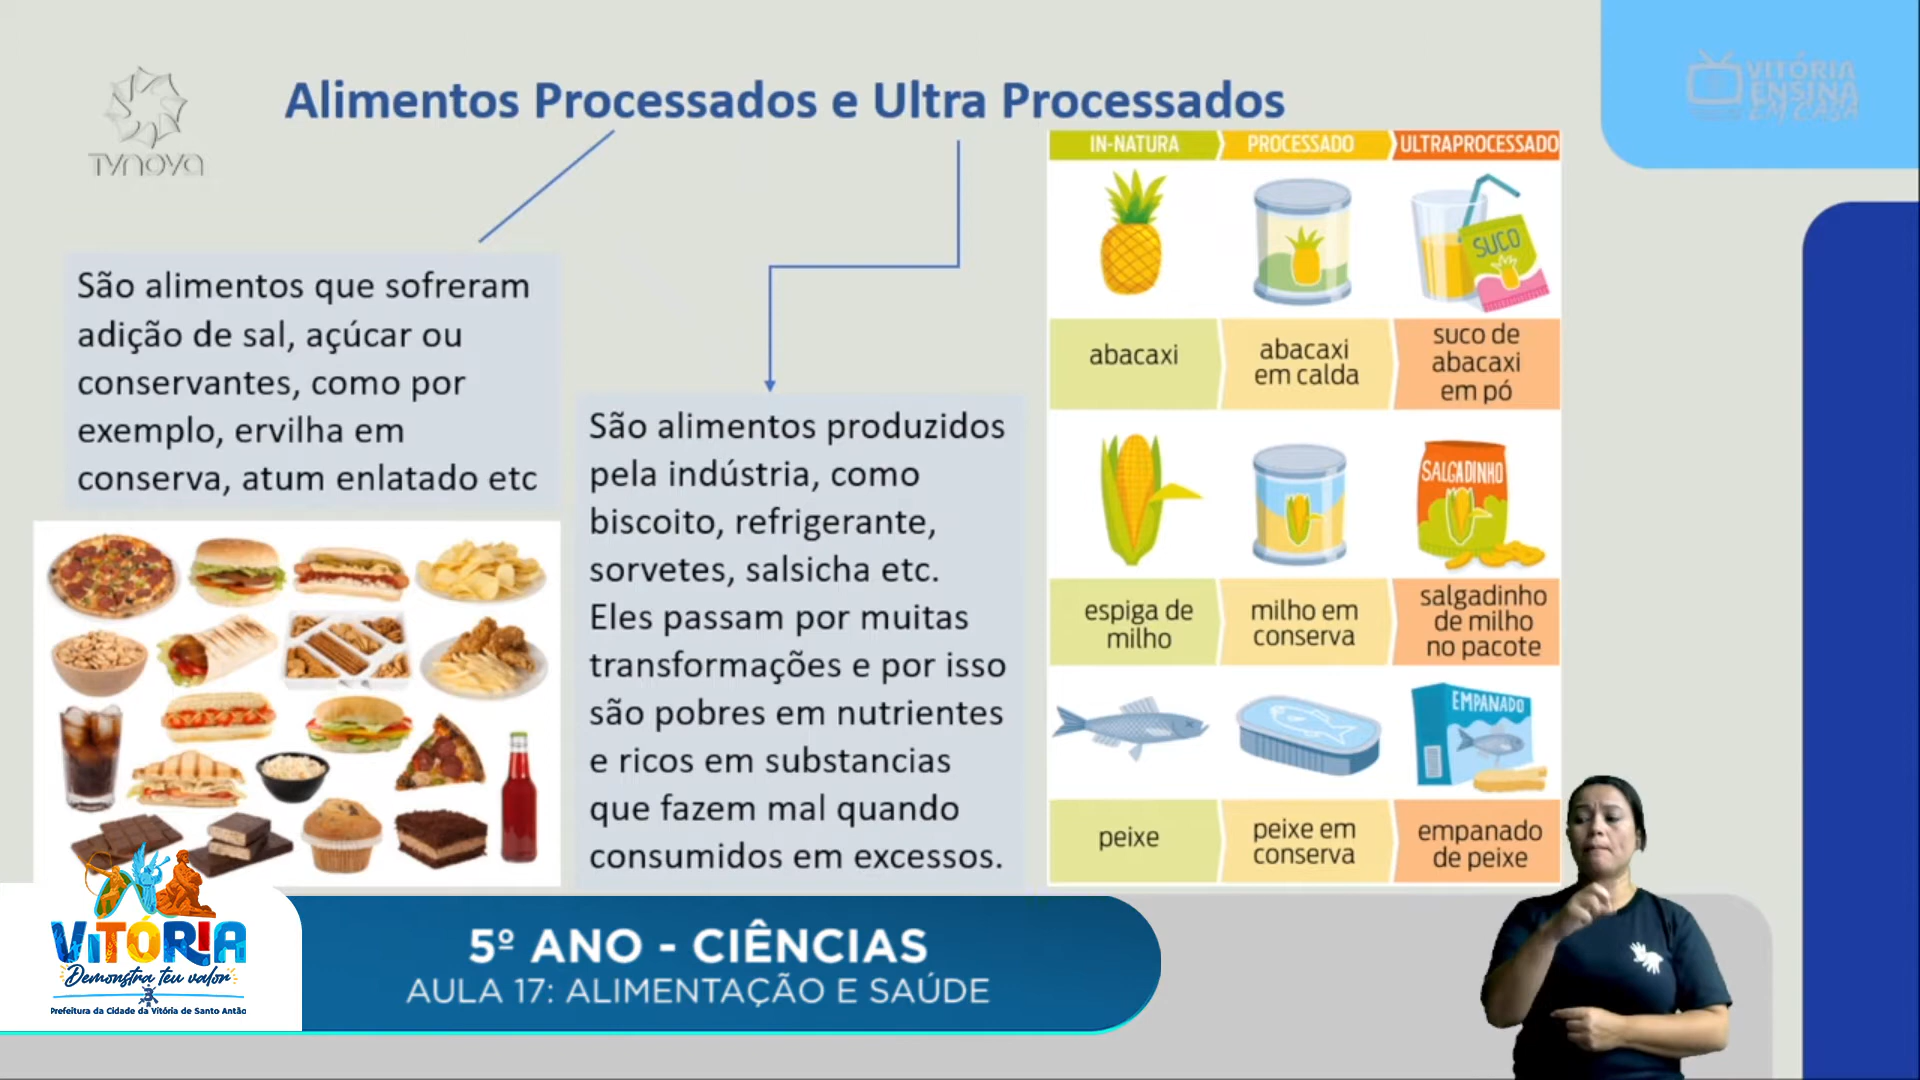 TVNOVA
VITÓRIA
ENSINA
EM CASA
Alimentos Processados e Ultra Processados
São alimentos que sofreram
adição de sal, açúcar ou
conservantes, como por
exemplo, ervilha em
conserva, atum enlatado etc
São alimentos produzidos
pela indústria, como
biscoito, refrigerante,
sorvetes, salsicha etc.
Eles passam por muitas
transformações e por isso
são pobres em nutrientes
e ricos em substancias
que fazem mal quando
consumidos em excessos.
IN-NATURA PROCESSADO ULTRAPROCESSADO
SUCO
abacaxi
abacaxi
em calda
suco de
abacaxi
em pó
SALGADINHO
espiga de
milho
milho em
conserva
salgadinho
de milho
no pacote
EMPANADO
peixe
peixe em
conserva
empanado
de peixe
VITÓRIA
Demonstra teu valor
Prefeitura da Cidade da Vitória de Santo Antão
5º ANO - CIÊNCIAS
AULA 17: ALIMENTAÇÃO E SAÚDE